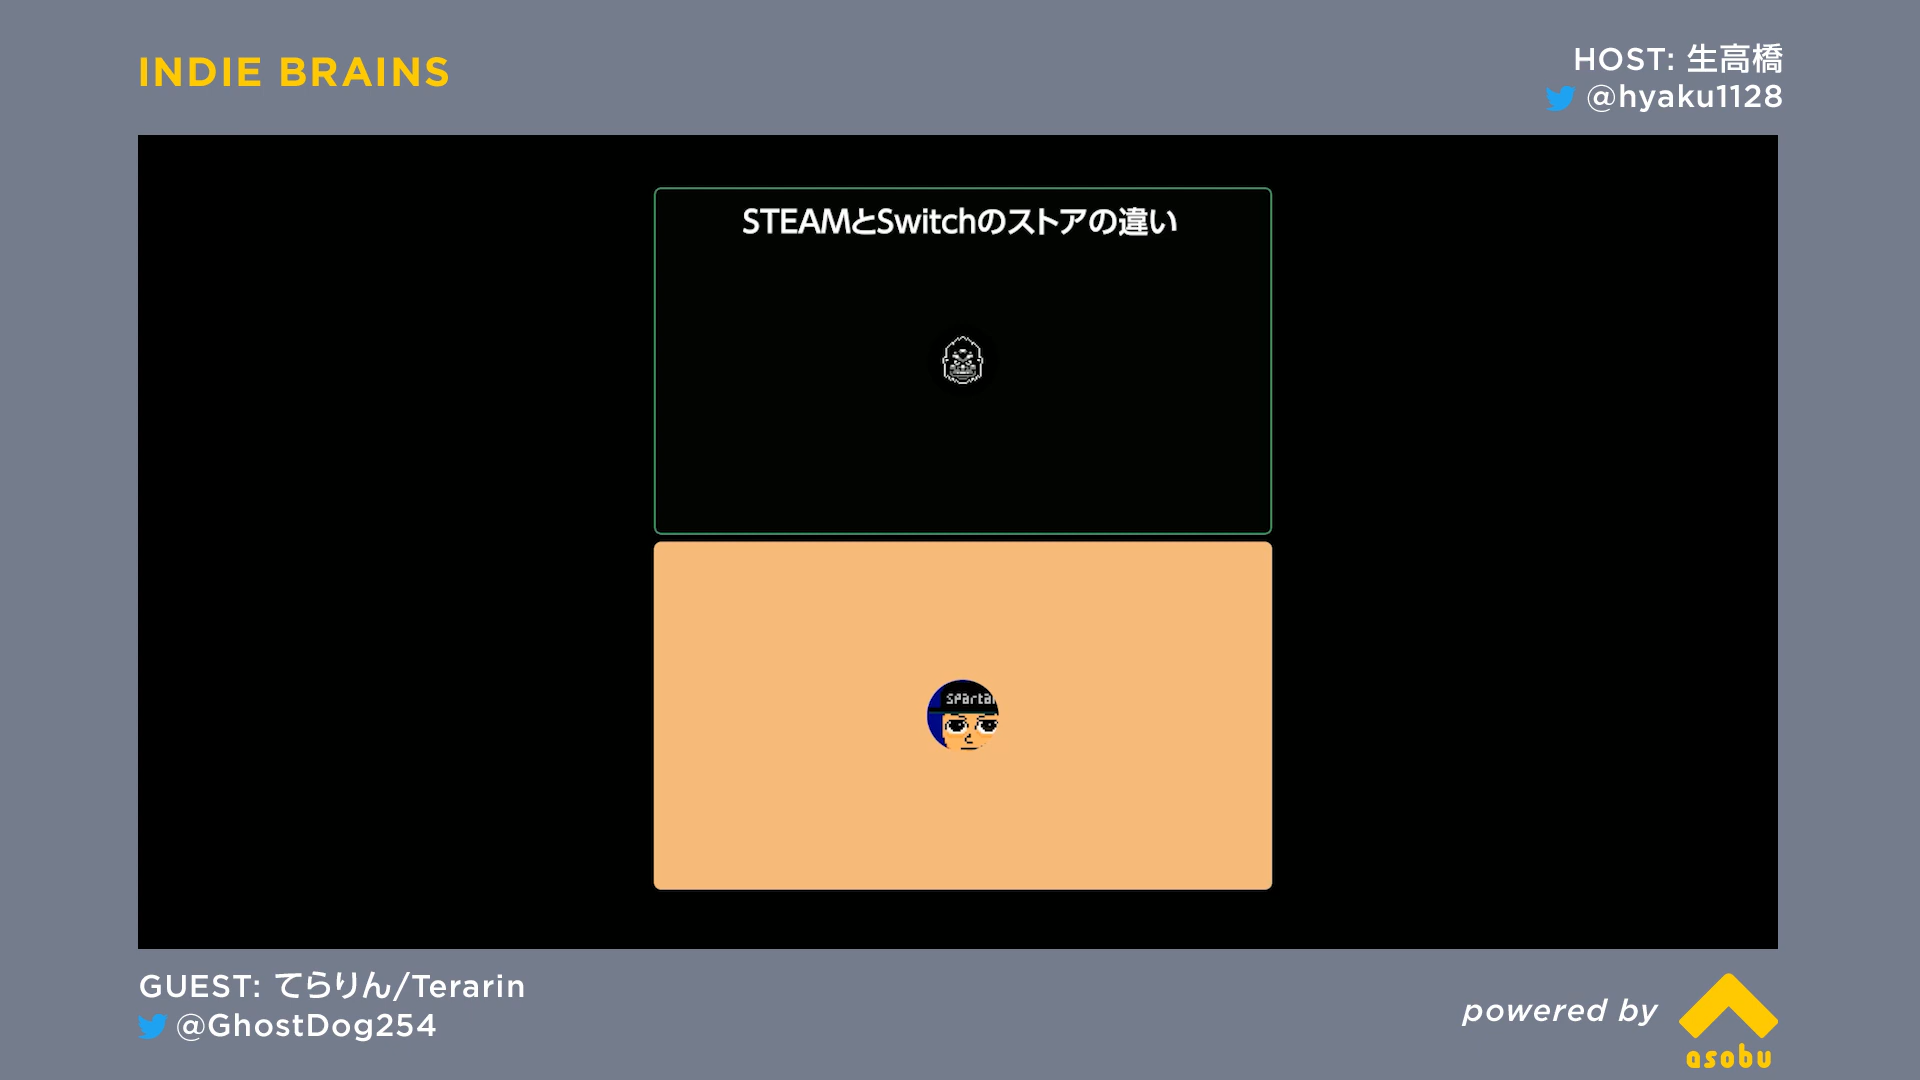 INDIE BRAINS
HOST: 生高橋
@hyaku1128
STEAMとSwitchのストアの違い
sparta
GUEST: てらりん/Terarin
@GhostDog254
powered by
asobu